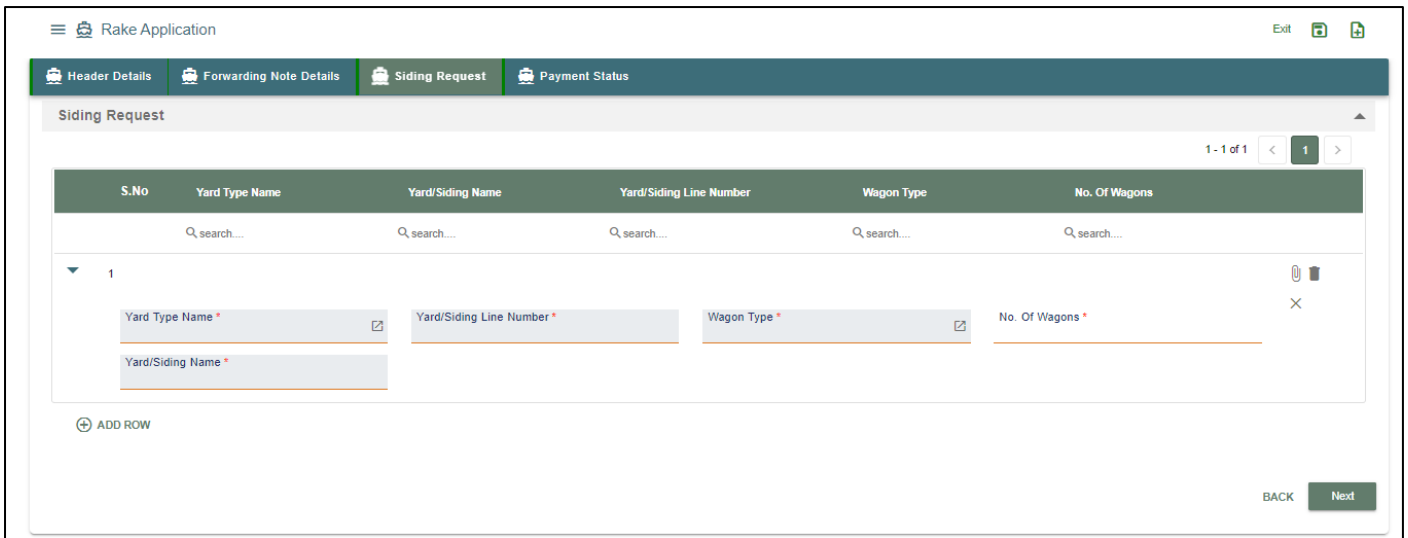 Rake Application
Exit
Header Details Forwarding Note Details Siding Request Payment Status
Siding Request
1 - 1 of 1 < 1 >
S.No Yard Type Name Yard/Siding Name Yard/Siding Line Number Wagon Type No. Of Wagons
search.... search.... search.... search.... search....
1
Yard Type Name * Yard/Siding Line Number * Wagon Type * No. Of Wagons *
Yard/Siding Name *
ADD ROW
BACK Next